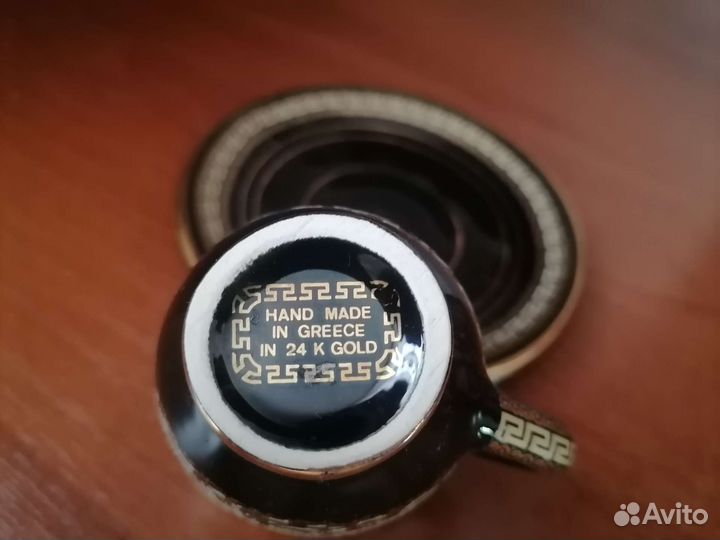 HAND MADE
IN GREECE
IN 24 K GOLD
Avito